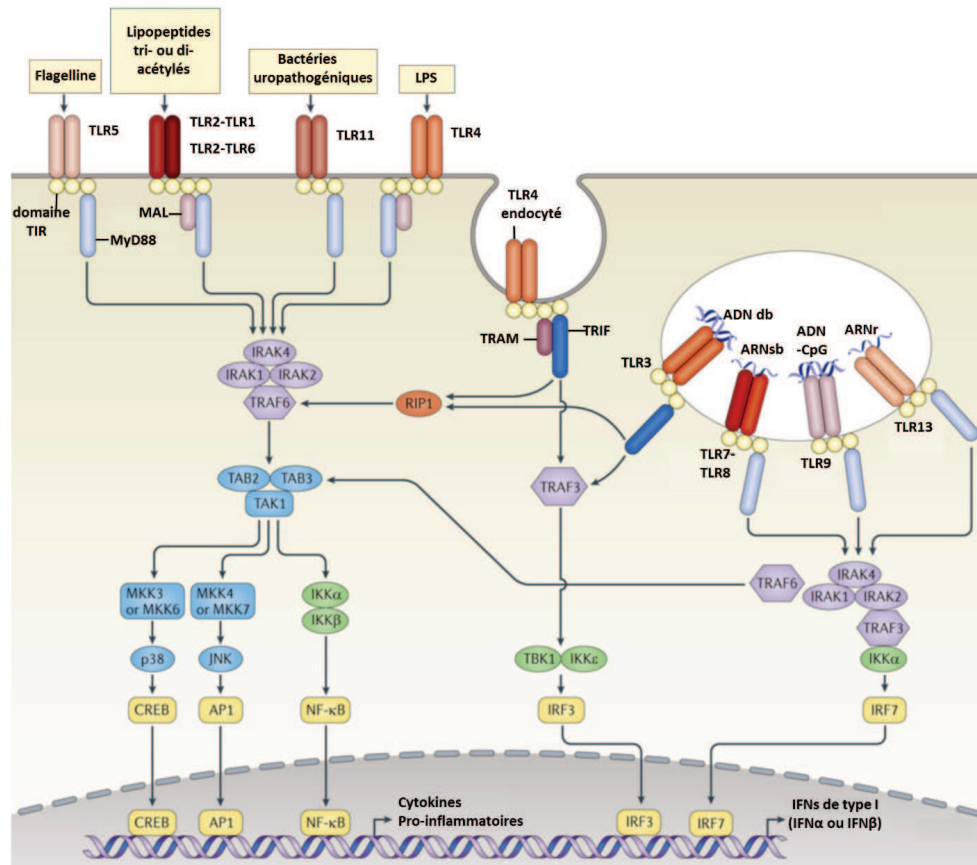 Flagelline
Lipopeptides
tri- ou di-
acétylés
Bactéries
uropathogéniques
LPS
TLR5
TLR2-TLR1
TLR2-TLR6
TLR11
TLR4
domaine
TIR
MyD88
MAL
TLR4
endocyté
TRAM
TRIF
TLR3
ADN db
ARNsb
ADN
-CpG
ARNr
TLR7-
TLR8
TLR9
TLR13
IRAK4
IRAK1
IRAK2
TRAF6
RIP1
TAB2
TAB3
TAK1
TRAF3
MKK3
or MKK6
MKK4
or MKK7
IKKα
IKKβ
TRAF6
IRAK4
IRAK1
IRAK2
TRAF3
IKKα
p38
JNK
TBK1
IKKε
CREB
AP1
NF-κB
IRF3
IRF7
CREB
AP1
NF-κB
Cytokines
Pro-inflammatoires
IRF3
IRF7
IFNs de type I
(IFNα ou IFNβ)